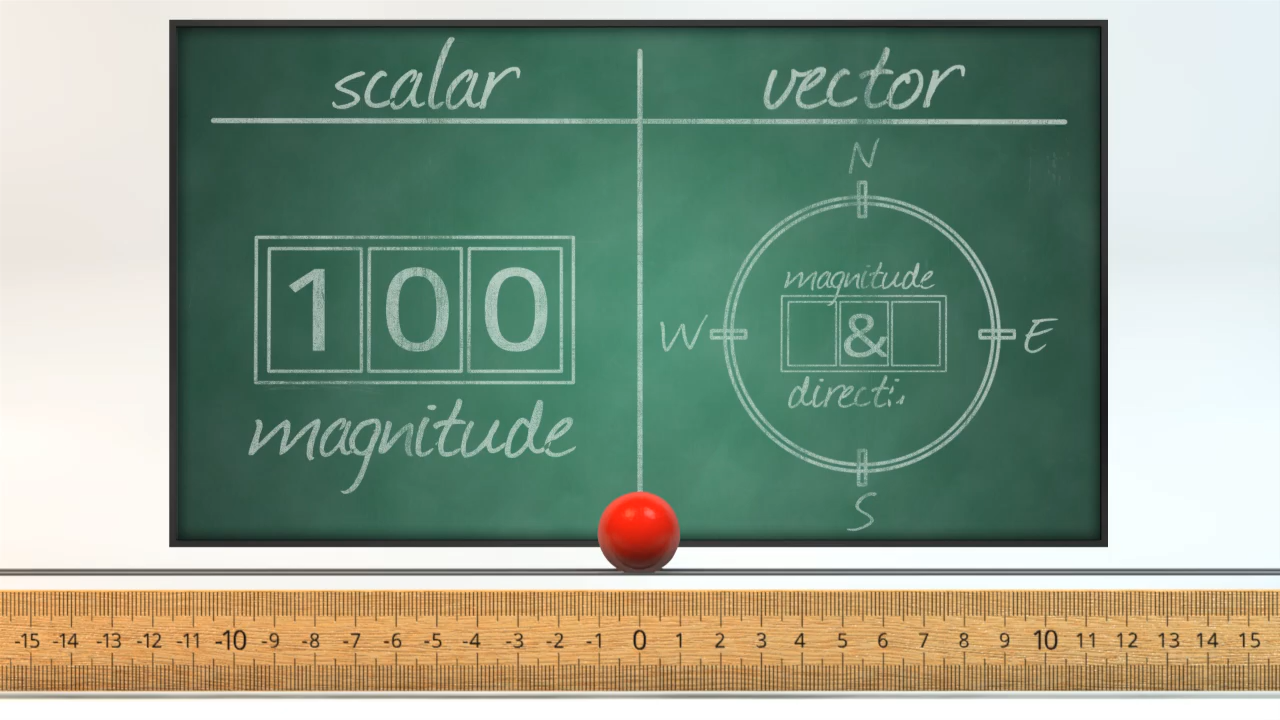 scalar
vector
100
magnitude
N
W
E
S
magnitude
&
-15 -14 -13 -12 -11 -10 -9 -8 -7 -6 -5 -4 -3 -2 -1 0 1 2 3 4 5 6 7 8 9 10 11 12 13 14 15